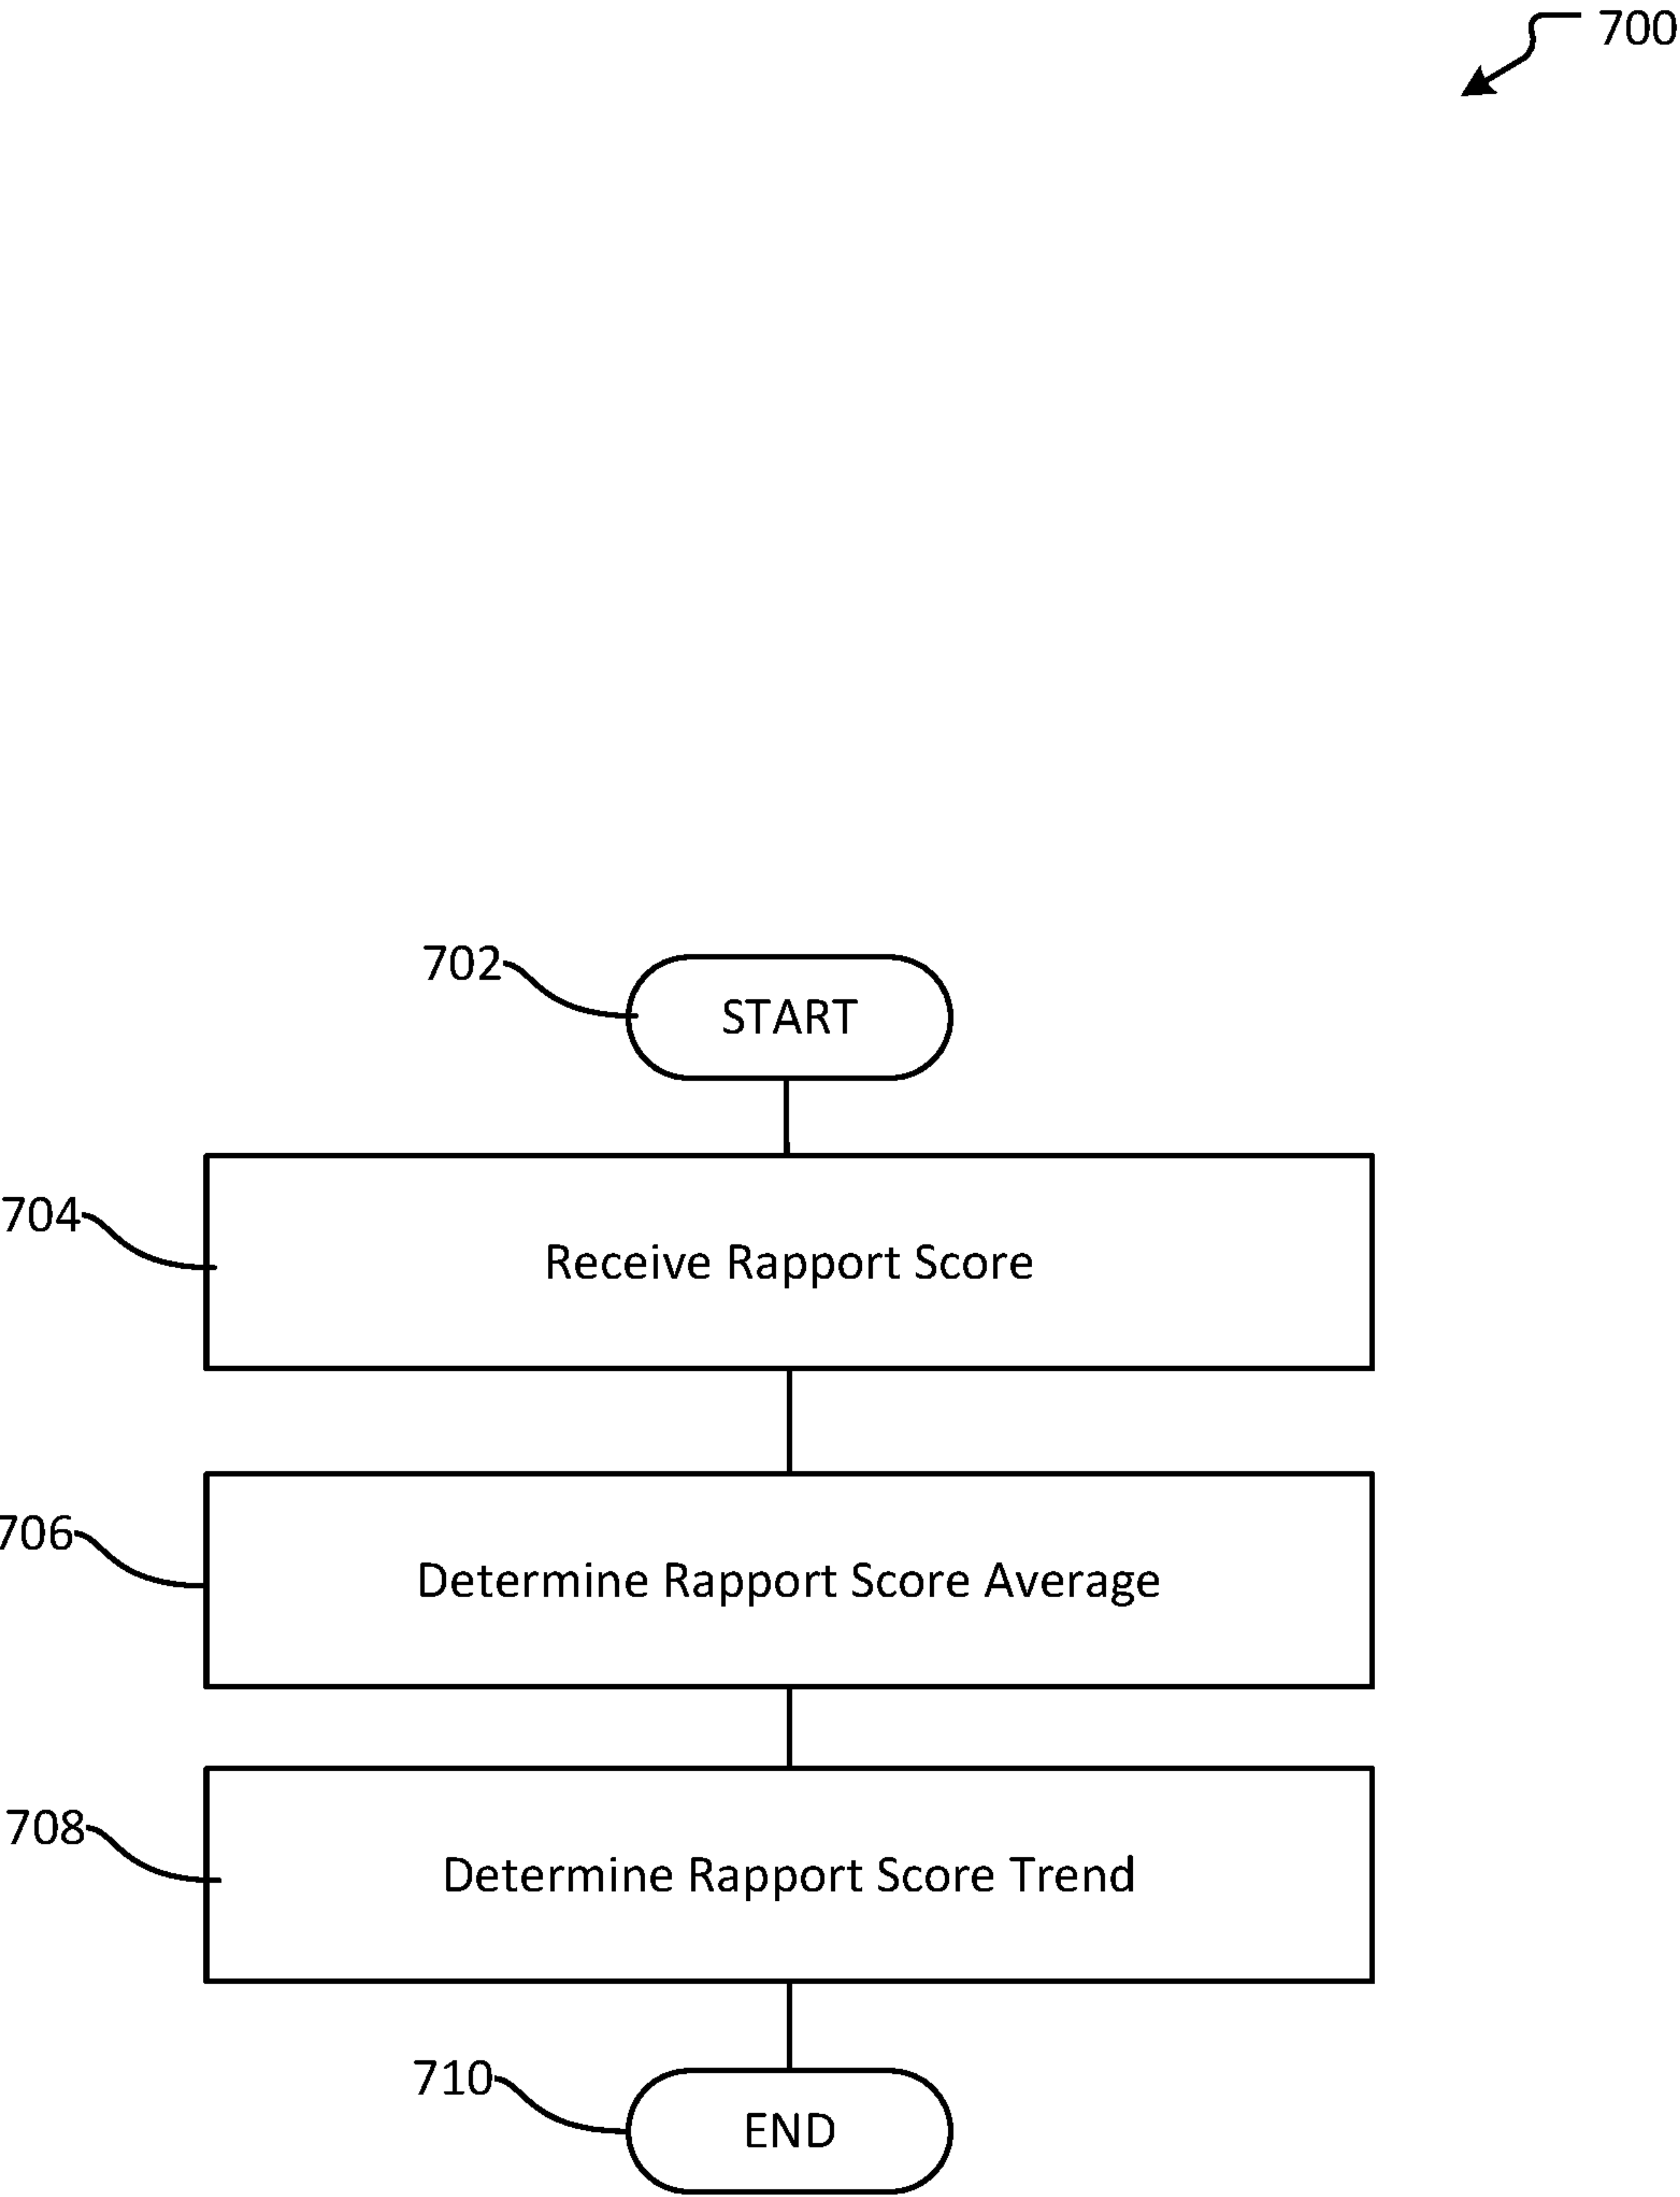 700
702
START
704
Receive Rapport Score
706
Determine Rapport Score Average
708
Determine Rapport Score Trend
710
END